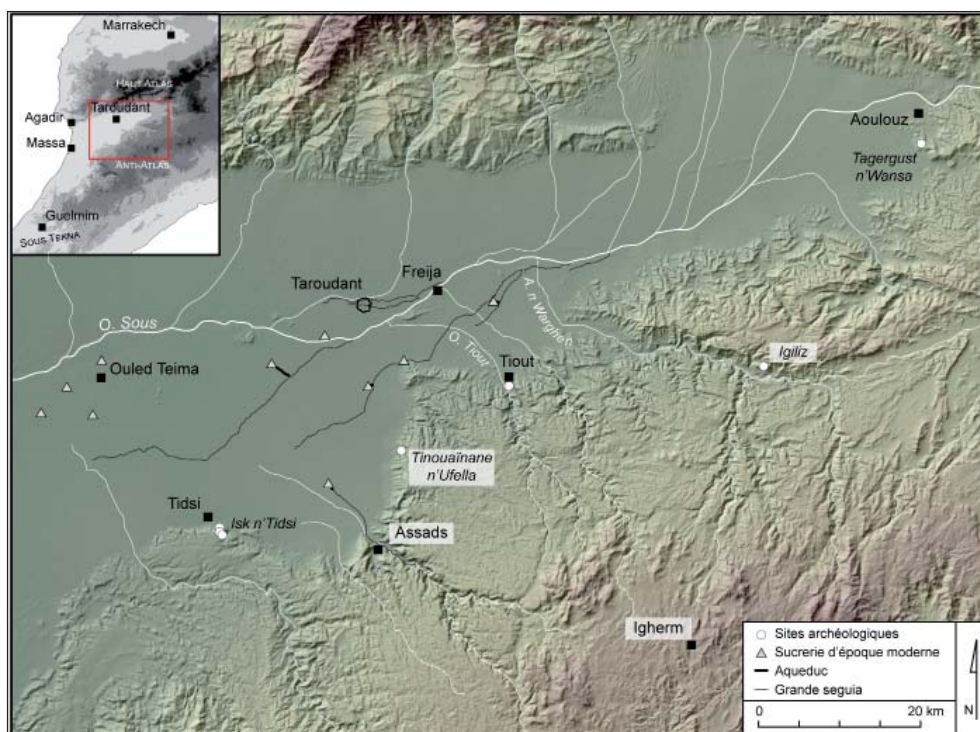 Marrakech
HAUT ATLAS
Taroudant
Agadir
Massa
ANTI-ATLAS
Guelmim
SOUS TEKNA
Aoulouz
Tagergust
n'Wansa
Taroudant
Freija
O. Sous
A. n Warghen
O. Tiout
Igiliz
Ouled Teima
Tiout
Tinouaïnane
n'Ufella
Tidsi
Isk n'Tidsi
Assads
Igherm
Sites archéologiques
Sucrerie d'époque moderne
Aqueduc
Grande seguia
0 20 km
N